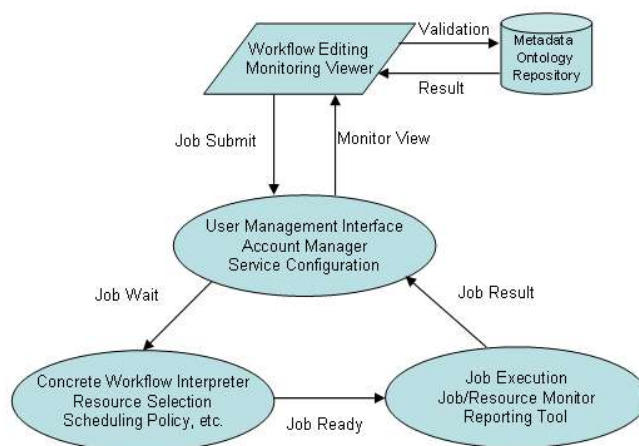 Workflow Editing
Monitoring Viewer
Validation
Result
Metadata
Ontology
Repository
Job Submit
Monitor View
User Management Interface
Account Manager
Service Configuration
Job Wait
Job Result
Concrete Workflow Interpreter
Resource Selection
Scheduling Policy, etc.
Job Ready
Job Execution
Job/Resource Monitor
Reporting Tool